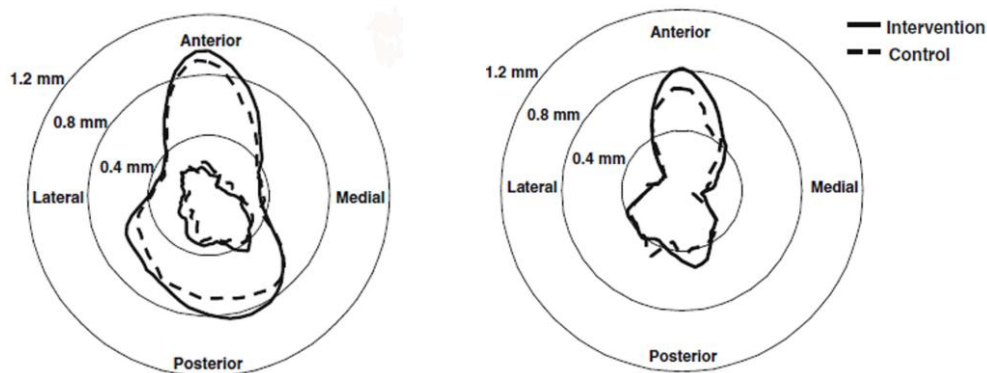 Anterior
1.2 mm
0.8 mm
0.4 mm
Lateral
Medial
Posterior
Anterior
1.2 mm
0.8 mm
0.4 mm
Lateral
Medial
Posterior
Intervention
Control